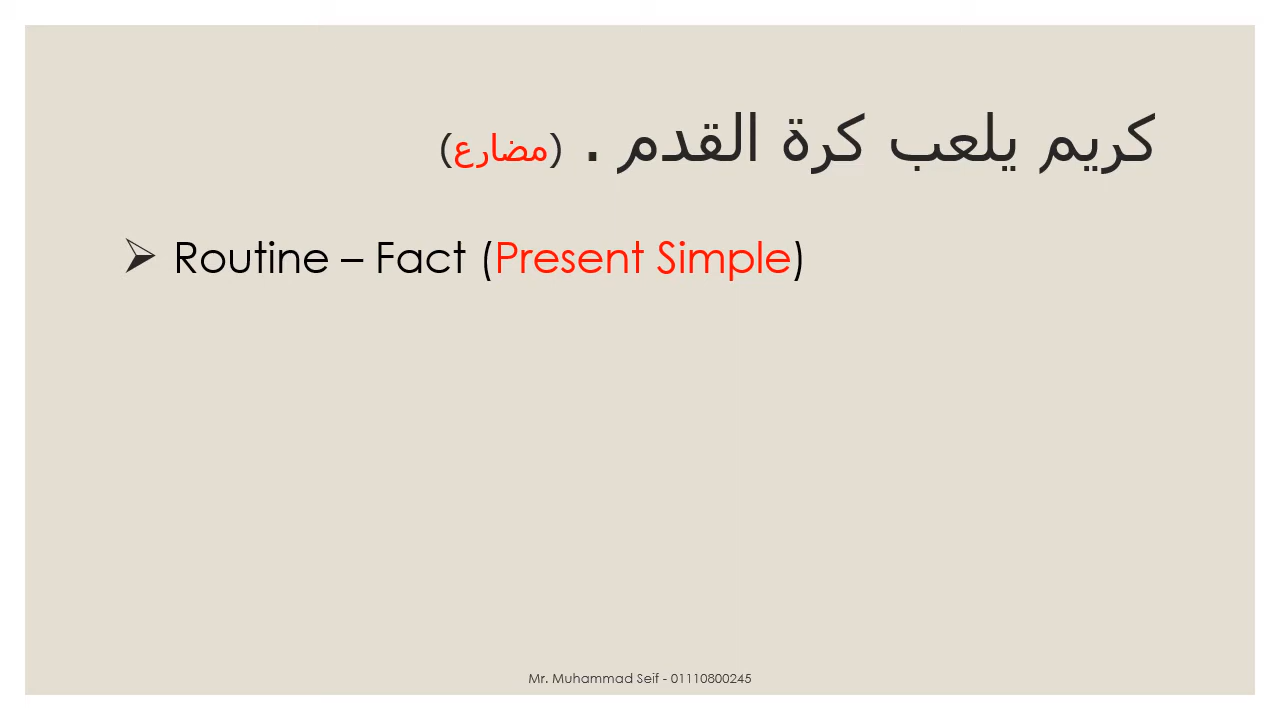 كريم يلعب كرة القدم . (مضارع)
➢ Routine – Fact (Present Simple)
Mr. Muhammad Seif - 01110800245